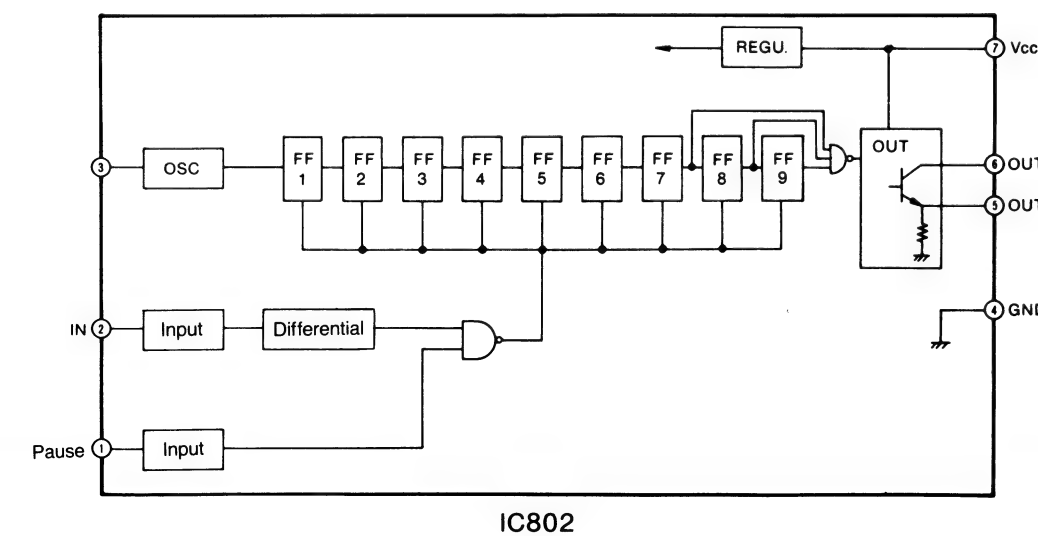 REGU.
7 Vcc
3 OSC
FF 1
FF 2
FF 3
FF 4
FF 5
FF 6
FF 7
FF 8
FF 9
OUT
6 OUT
5 OUT
IN 2 Input Differential
4 GND
Pause 1 Input
IC802